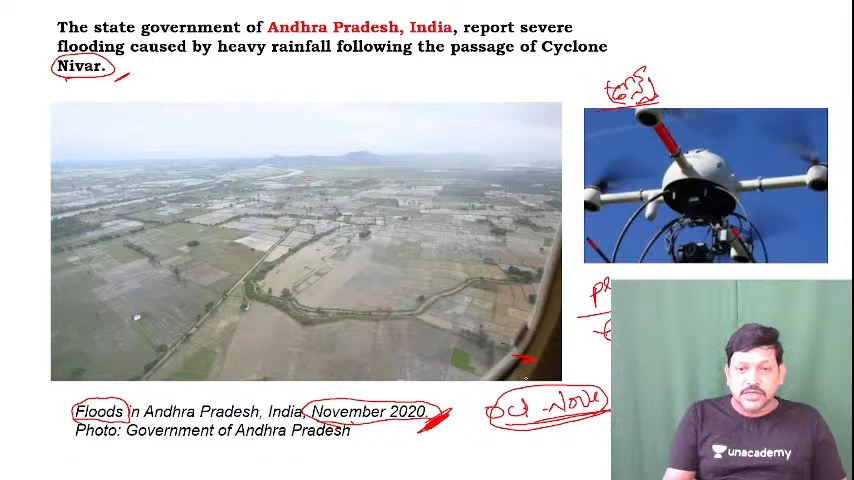 The state government of Andhra Pradesh, India, report severe
flooding caused by heavy rainfall following the passage of Cyclone
Nivar.
Floods in Andhra Pradesh, India, November 2020.
Photo: Government of Andhra Pradesh
Oct - Nove
unacademy